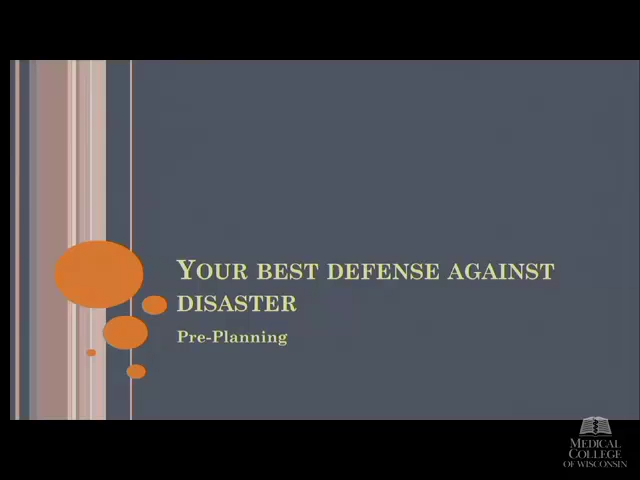 YOUR BEST DEFENSE AGAINST
DISASTER
Pre-Planning
MEDICAL
COLLEGE
OF WISCONSIN